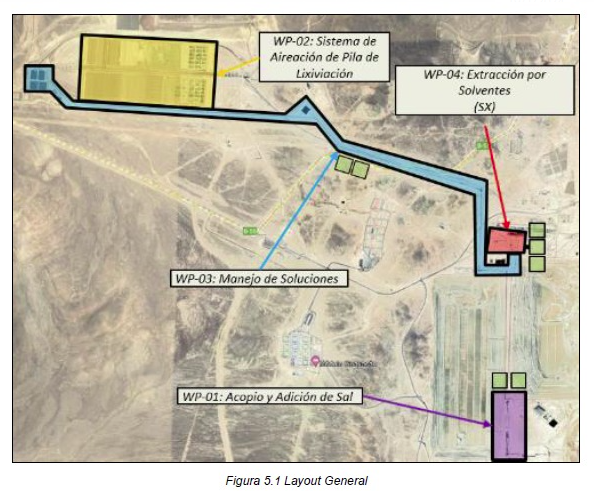 WP-02: Sistema de
Aireación de Pila de
Lixiviación
WP-04: Extracción por
Solventes
(SX)
WP-03: Manejo de Soluciones
WP-01: Acopio y Adición de Sal
Figura 5.1 Layout General